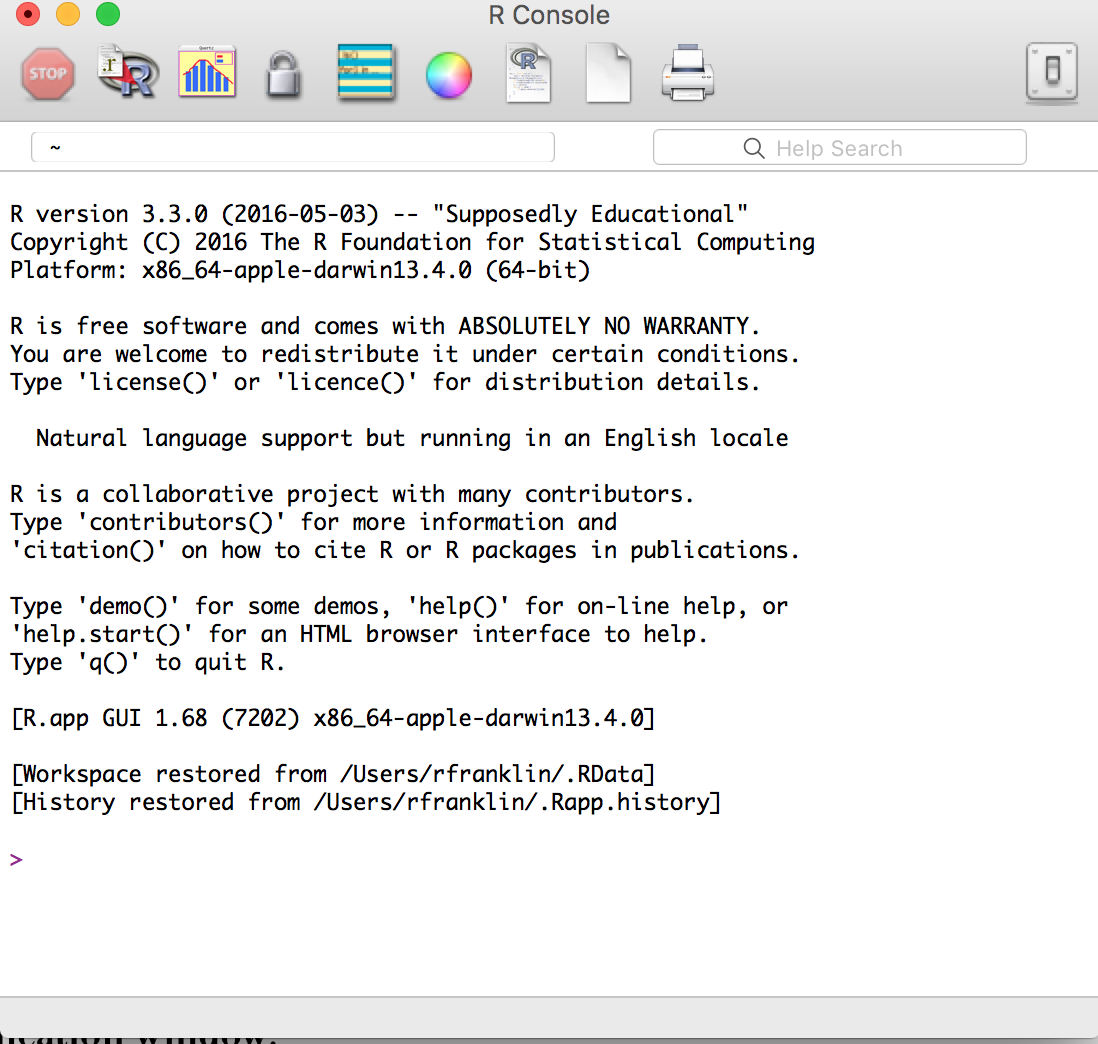 R Console
STOP
Quartz
~
Help Search
R version 3.3.0 (2016-05-03) -- "Supposedly Educational"
Copyright (C) 2016 The R Foundation for Statistical Computing
Platform: x86_64-apple-darwin13.4.0 (64-bit)
R is free software and comes with ABSOLUTELY NO WARRANTY.
You are welcome to redistribute it under certain conditions.
Type 'license()' or 'licence()' for distribution details.
  Natural language support but running in an English locale
R is a collaborative project with many contributors.
Type 'contributors()' for more information and
'citation()' on how to cite R or R packages in publications.
Type 'demo()' for some demos, 'help()' for on-line help, or
'help.start()' for an HTML browser interface to help.
Type 'q()' to quit R.
[R.app GUI 1.68 (7202) x86_64-apple-darwin13.4.0]
[Workspace restored from /Users/rfranklin/.RData]
[History restored from /Users/rfranklin/.Rapp.history]
>
window.